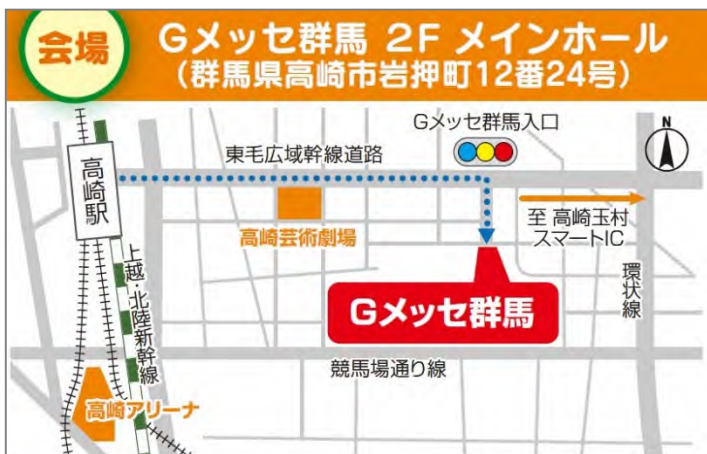 会場
Gメッセ群馬 2F メインホール
(群馬県高崎市岩押町12番24号)
Gメッセ群馬入口
N
東毛広域幹線道路
高崎駅
高崎芸術劇場
至 高崎玉村
スマートIC
上越・北陸新幹線
環状線
Gメッセ群馬
競馬場通り線
高崎アリーナ